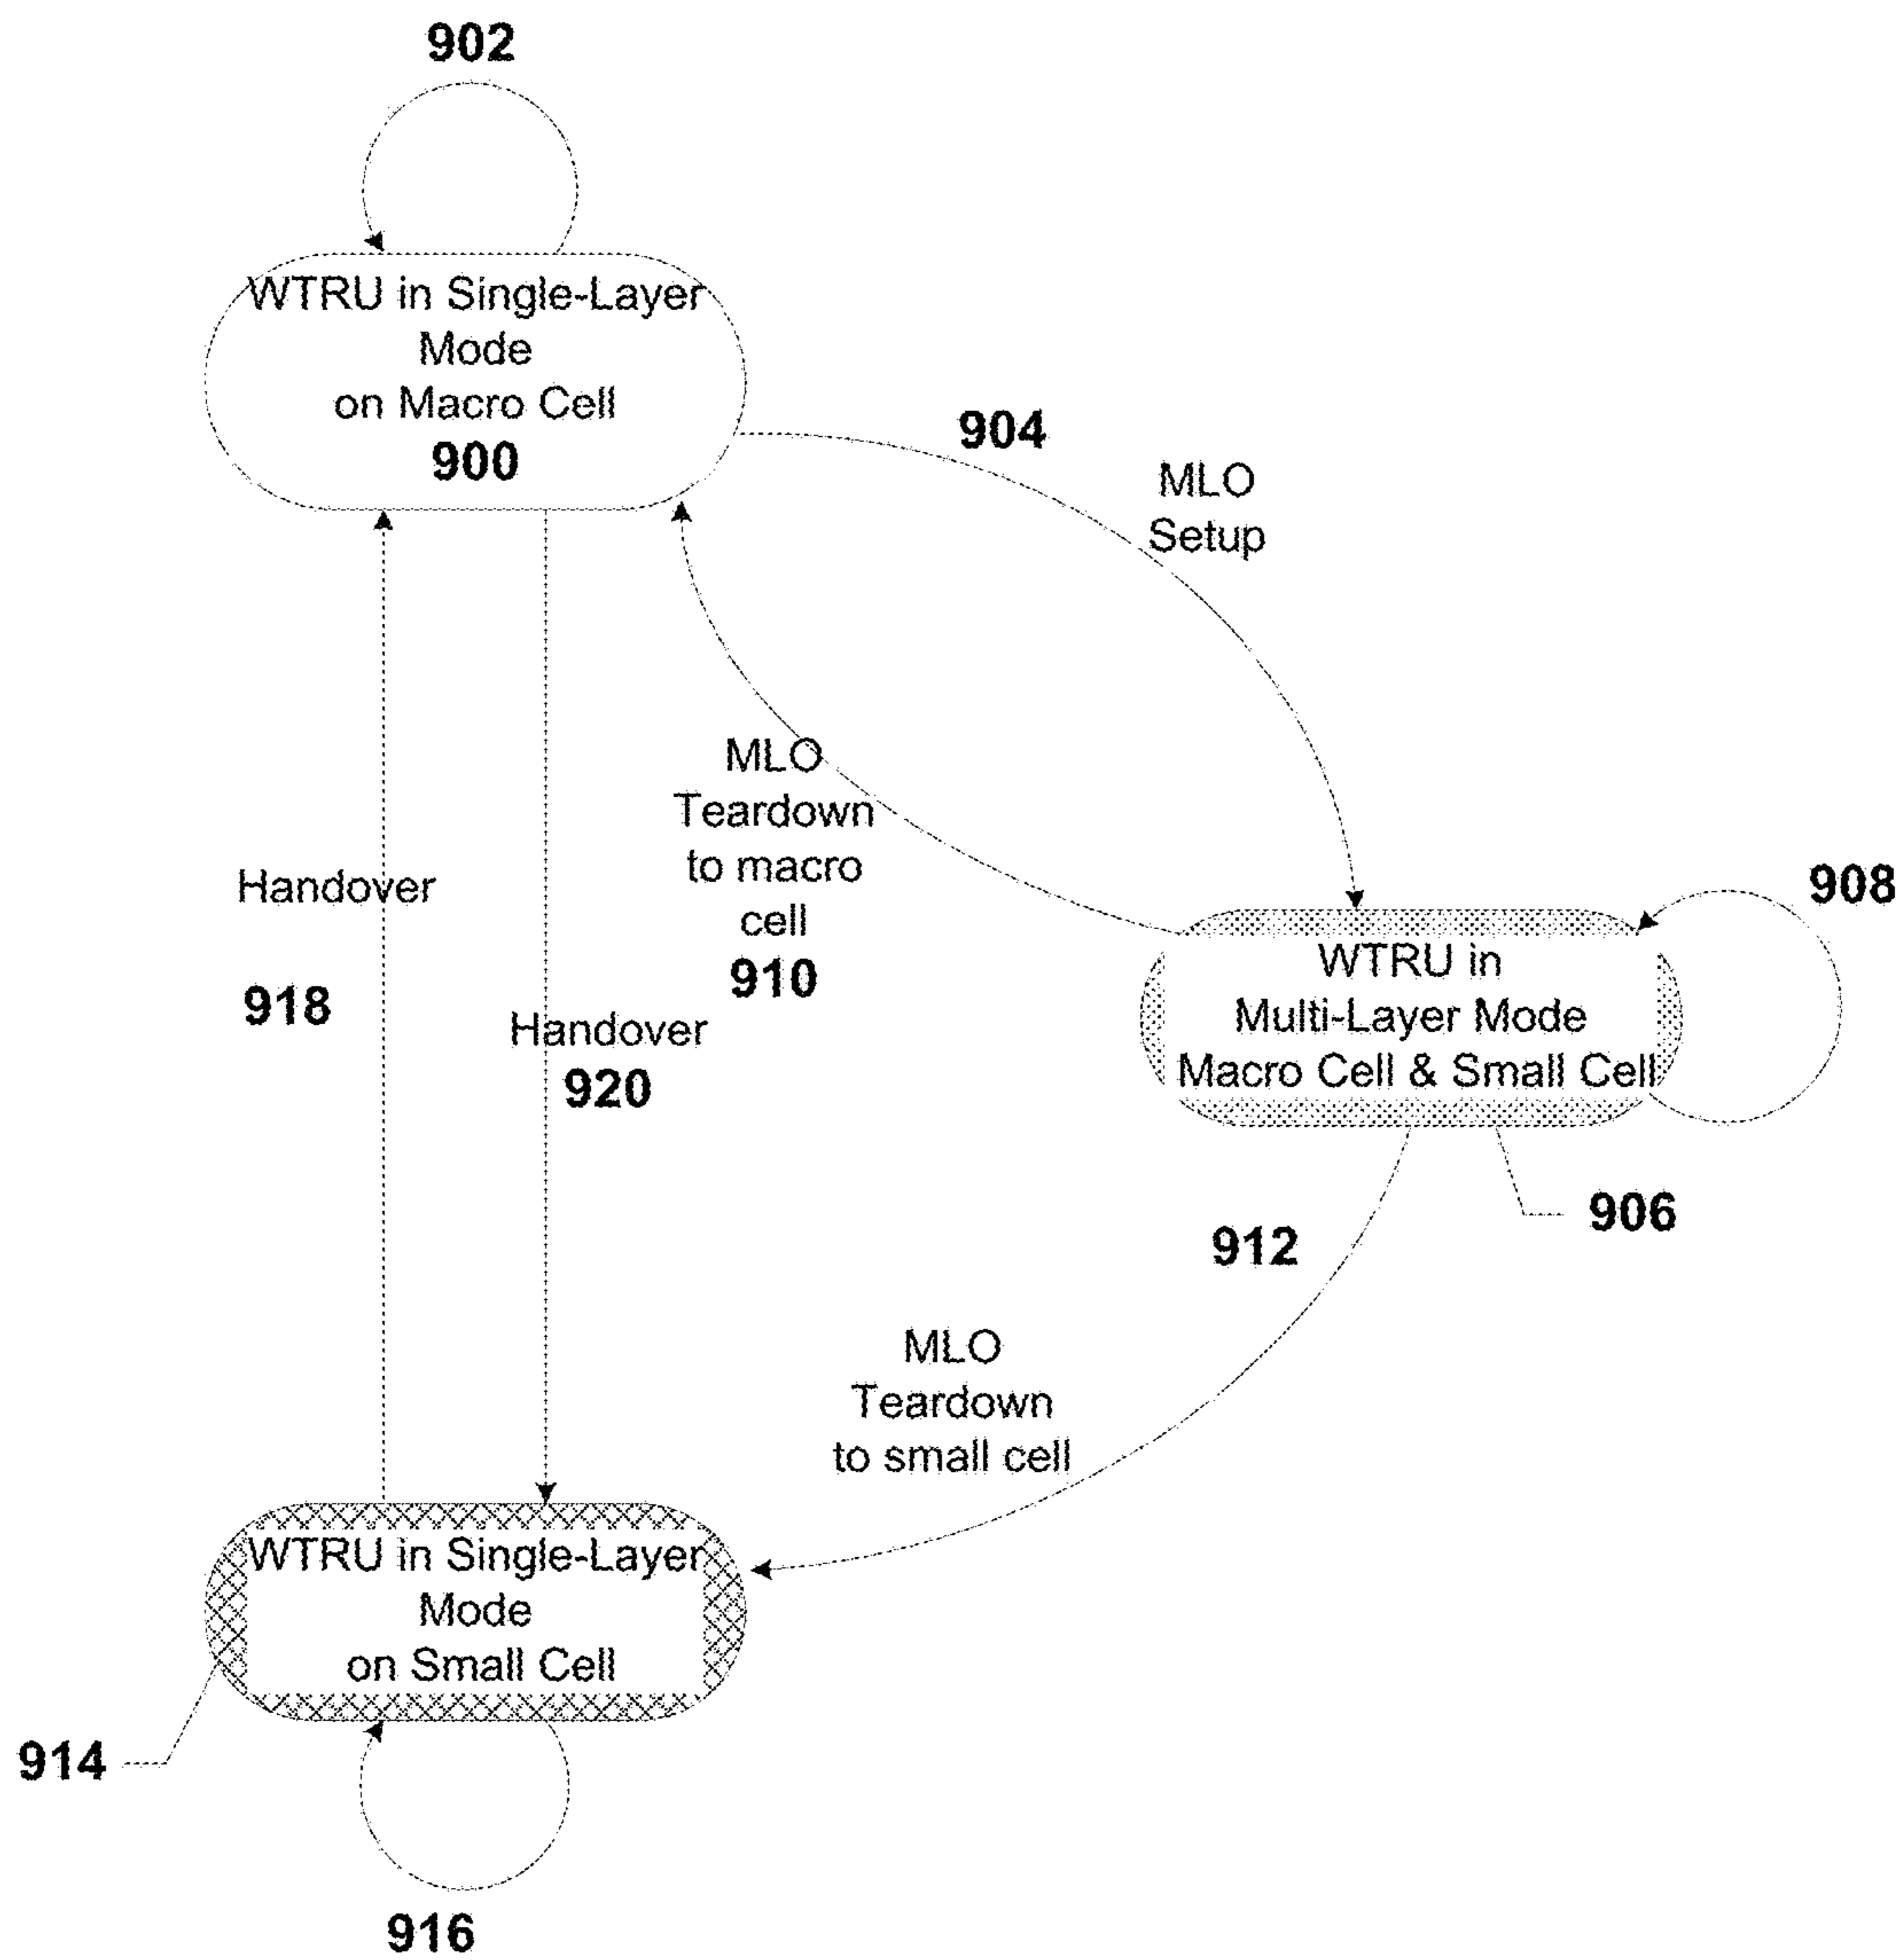 902
WTRU in Single-Layer
Mode
on Macro Cell
900
904
MLO
Setup
MLO
Teardown
to macro
cell
910
Handover
918
Handover
920
908
WTRU in
Multi-Layer Mode
Macro Cell & Small Cell
906
912
MLO
Teardown
to small cell
WTRU in Single-Layer
Mode
on Small Cell
914
916